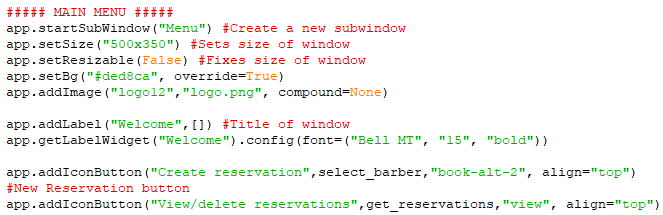 ##### MAIN MENU #####
app.startSubWindow("Menu") #Create a new subwindow
app.setSize("500x350") #Sets size of window
app.setResizable(False) #Fixes size of window
app.setBg("#ded8ca", override=True)
app.addImage("logo12","logo.png", compound=None)

app.addLabel("Welcome",[]) #Title of window
app.getLabelWidget("Welcome").config(font=("Bell MT", "15", "bold"))

app.addIconButton("Create reservation",select_barber,"book-alt-2", align="top")
#New Reservation button
app.addIconButton("View/delete reservations",get_reservations,"view", align="top")